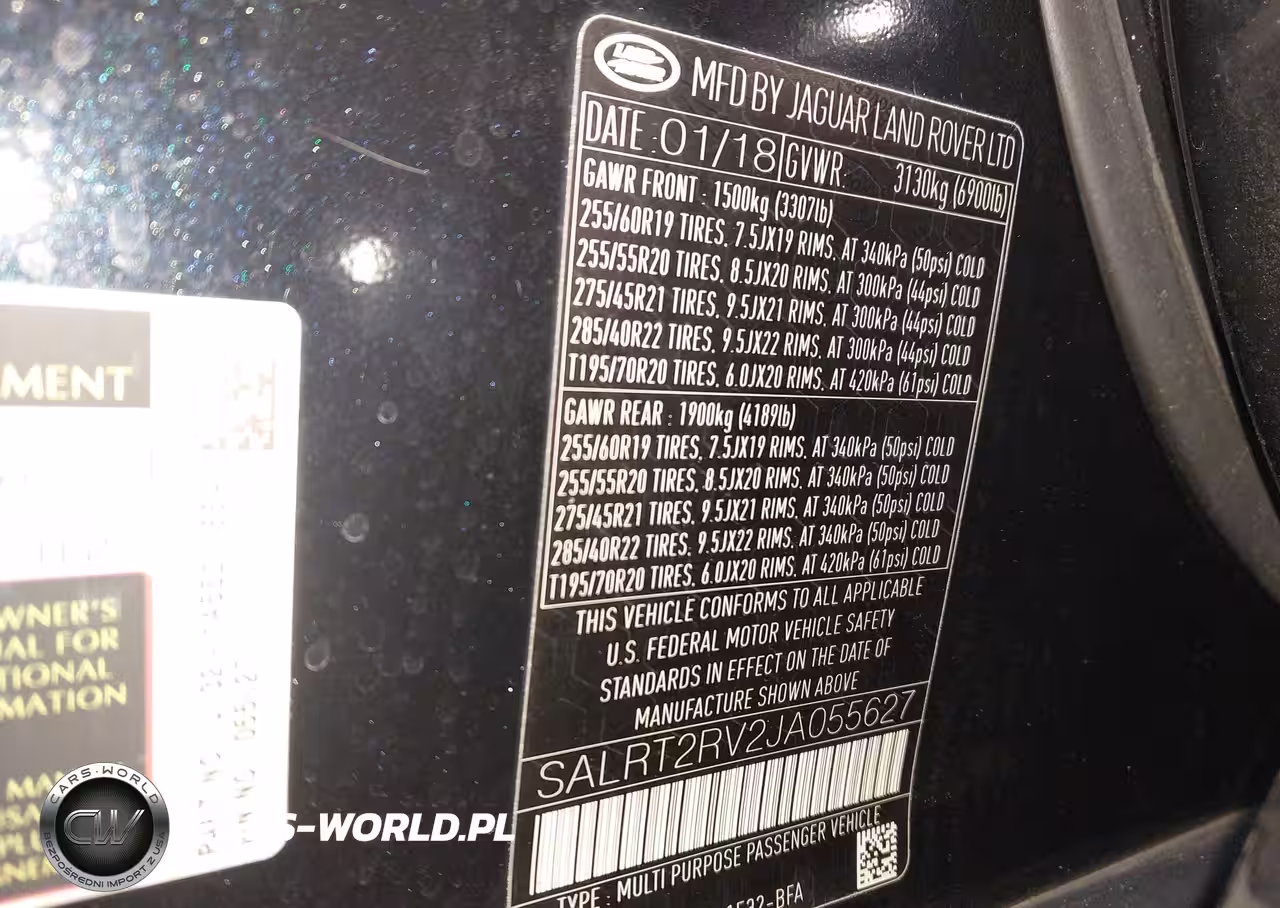 LAND ROVER
MFD BY JAGUAR LAND ROVER LTD
DATE : 01/18 GVWR: 3130kg (6900lb)
GAWR FRONT : 1500kg (3307lb)
255/60R19 TIRES, 7.5JX19 RIMS, AT 340kPa (50psi) COLD
255/55R20 TIRES, 8.5JX20 RIMS, AT 300kPa (44psi) COLD
275/45R21 TIRES, 9.5JX21 RIMS, AT 300kPa (44psi) COLD
285/40R22 TIRES, 9.5JX22 RIMS, AT 300kPa (44psi) COLD
T195/70R20 TIRES, 6.0JX20 RIMS, AT 420kPa (61psi) COLD
GAWR REAR : 1900kg (4189lb)
255/60R19 TIRES, 7.5JX19 RIMS, AT 340kPa (50psi) COLD
255/55R20 TIRES, 8.5JX20 RIMS, AT 340kPa (50psi) COLD
275/45R21 TIRES, 9.5JX21 RIMS, AT 340kPa (50psi) COLD
285/40R22 TIRES, 9.5JX22 RIMS, AT 340kPa (50psi) COLD
T195/70R20 TIRES, 6.0JX20 RIMS, AT 420kPa (61psi) COLD
THIS VEHICLE CONFORMS TO ALL APPLICABLE
U.S. FEDERAL MOTOR VEHICLE SAFETY
STANDARDS IN EFFECT ON THE DATE OF
MANUFACTURE SHOWN ABOVE
SALRT2RV2JA055627
TYPE : MULTI PURPOSE PASSENGER VEHICLE
-BFA
MENT
WNER'S
AL FOR
TIONAL
MATION
CARS-WORLD
CW
BEZPOŚREDNI IMPORT Z USA
S-WORLD.PL